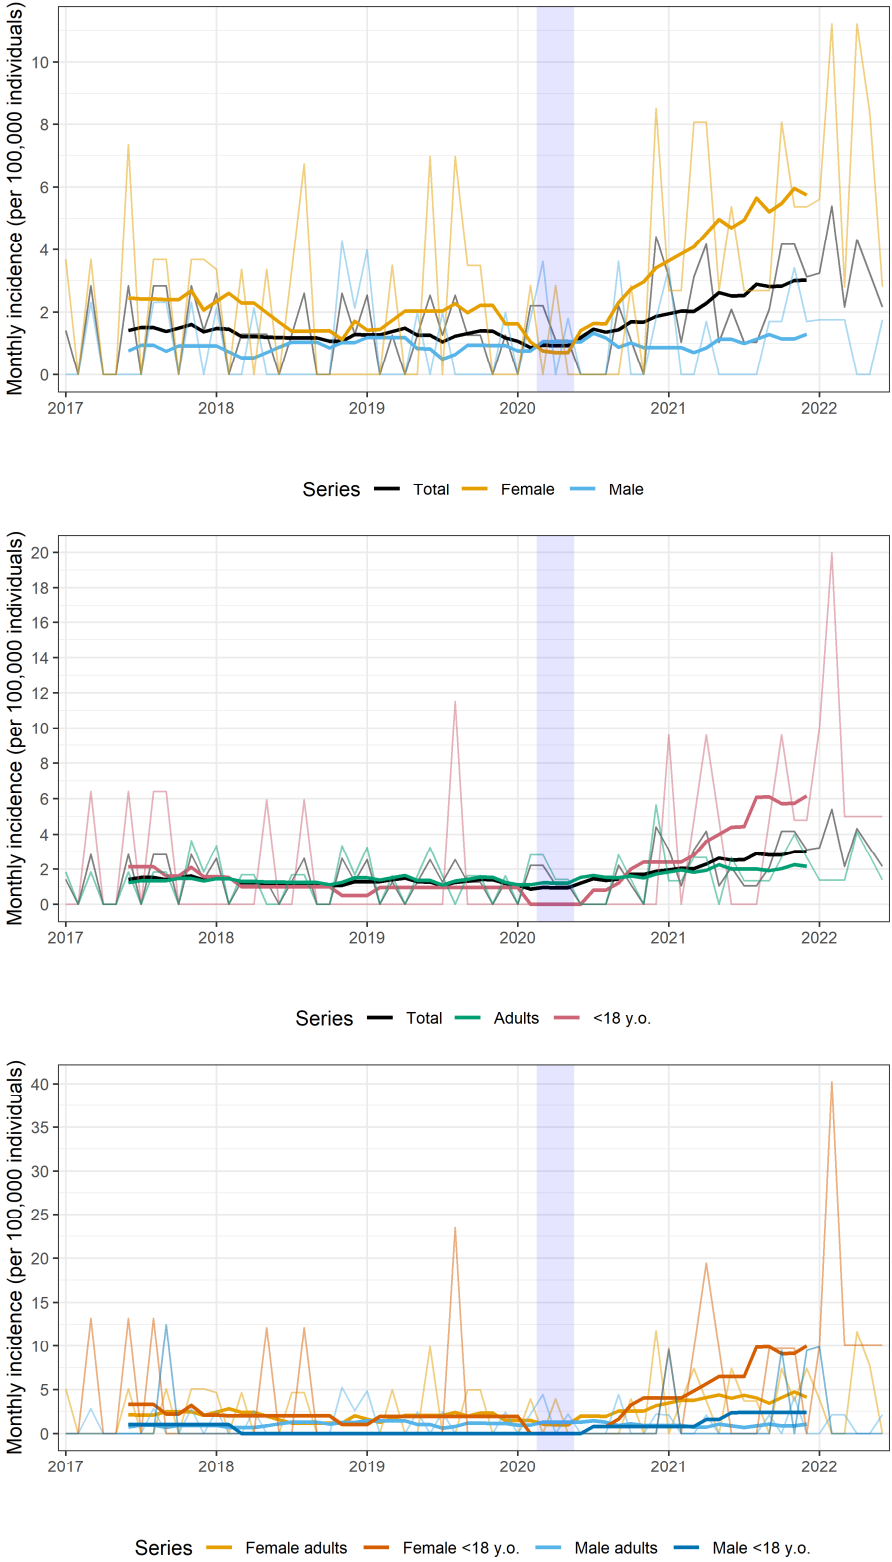 Monthly incidence (per 100,000 individuals)
10
8
6
4
2
0
2017 2018 2019 2020 2021 2022
Series Total Female Male
Monthly incidence (per 100,000 individuals)
20
18
16
14
12
10
8
6
4
2
0
2017 2018 2019 2020 2021 2022
Series Total Adults <18 y.o.
Monthly incidence (per 100,000 individuals)
40
35
30
25
20
15
10
5
0
2017 2018 2019 2020 2021 2022
Series Female adults Female <18 y.o. Male adults Male <18 y.o.